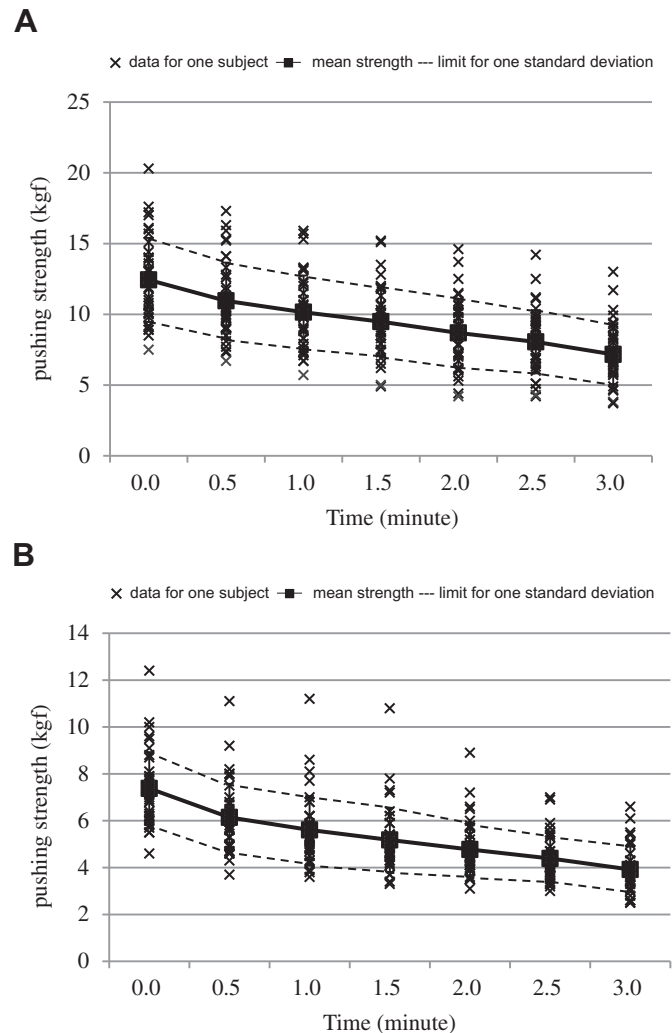 A
× data for one subject ■ mean strength --- limit for one standard deviation
pushing strength (kgf)
25
20
15
10
5
0
0.0 0.5 1.0 1.5 2.0 2.5 3.0
Time (minute)
B
× data for one subject ■ mean strength --- limit for one standard deviation
pushing strength (kgf)
14
12
10
8
6
4
2
0
0.0 0.5 1.0 1.5 2.0 2.5 3.0
Time (minute)